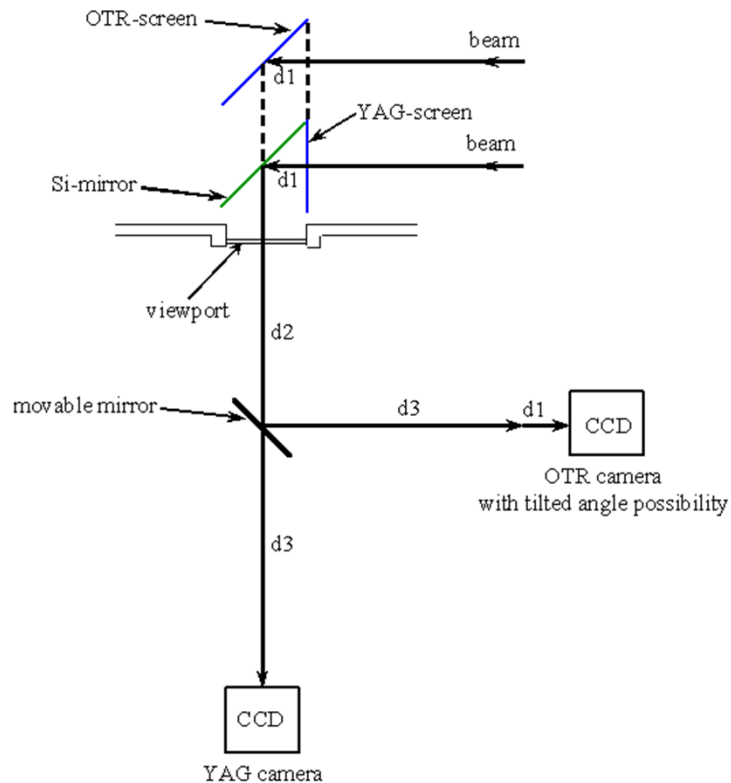 OTR-screen
beam
d1
YAG-screen
beam
d1
Si-mirror
viewport
d2
movable mirror
d3
d1
CCD
OTR camera
with tilted angle possibility
d3
CCD
YAG camera